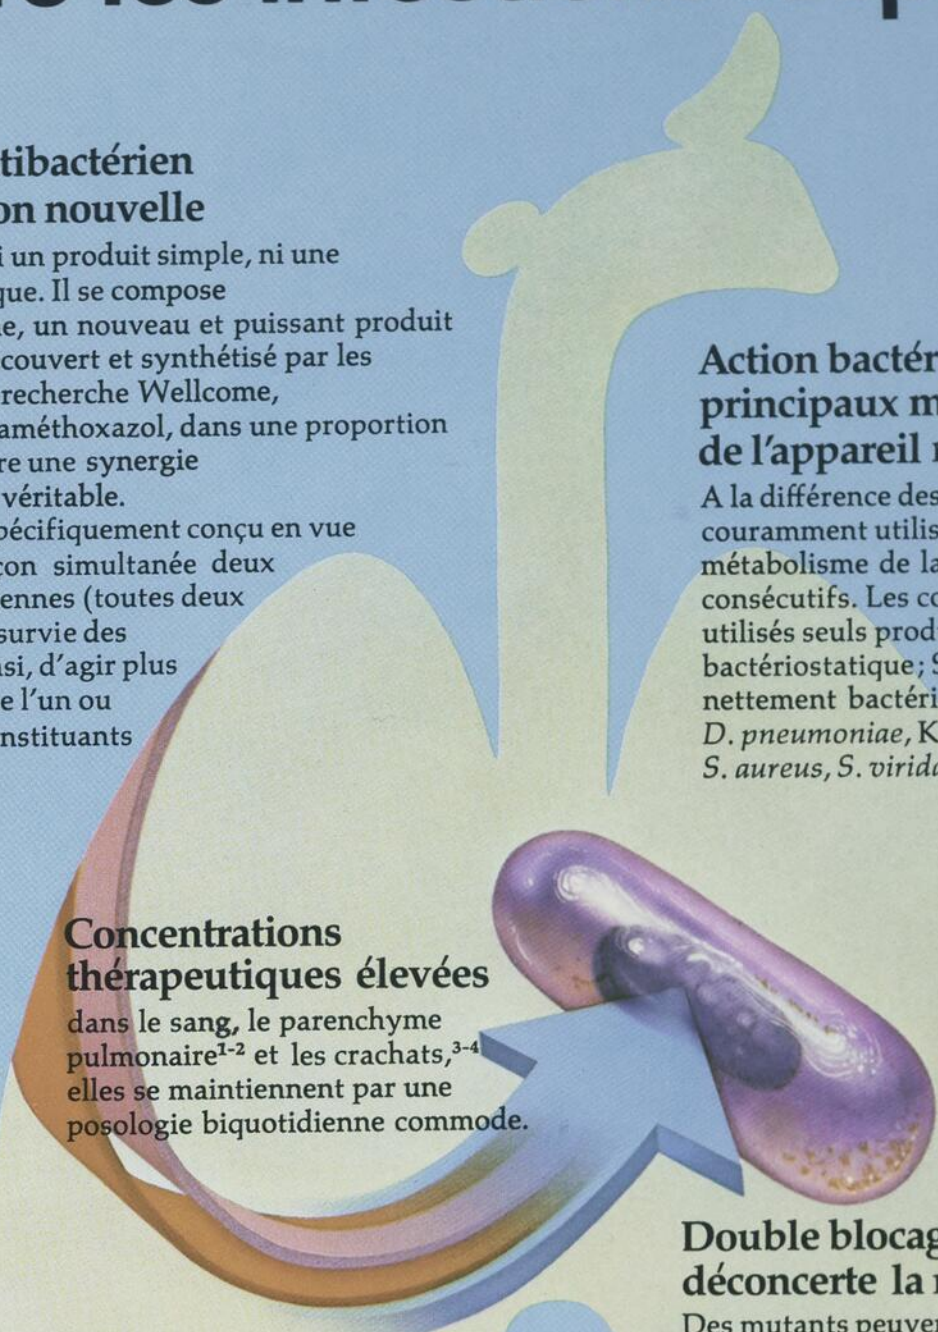 tibactérien
on nouvelle
i un produit simple, ni une
que. Il se compose
e, un nouveau et puissant produit
couvert et synthétisé par les
recherche Wellcome,
améthoxazol, dans une proportion
re une synergie
véritable.
pécifiquement conçu en vue
çon simultanée deux
ennes (toutes deux
survie des
si, d'agir plus
e l'un ou
nstituants
Action bactér
principaux m
de l'appareil
A la différence des
couramment utilis
métabolisme de la
consécutifs. Les co
utilisés seuls prod
bactériostatique; S
nettement bactéri
D. pneumoniae, K
S. aureus, S. virida
Concentrations
thérapeutiques élevées
dans le sang, le parenchyme
pulmonaire¹⁻² et les crachats,³⁻⁴
elles se maintiennent par une
posologie biquotidienne commode.
Double blocag
déconcerte la
Des mutants peuven